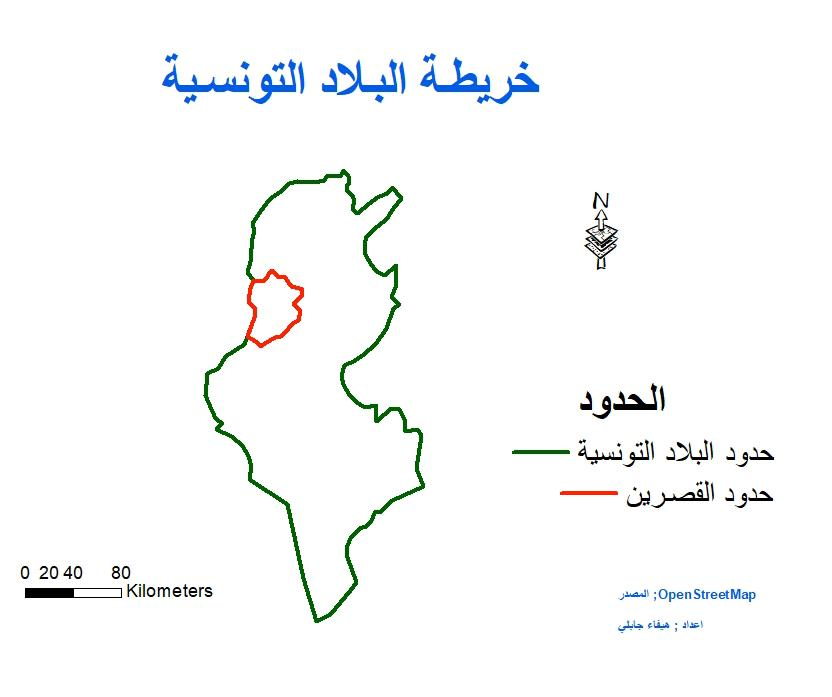 خريطة البلاد التونسية
N
الحدود
حدود البلاد التونسية
حدود القصرين
0 20 40 80
Kilometers
المصدر ;OpenStreetMap
اعداد ; هيفاء جابلي